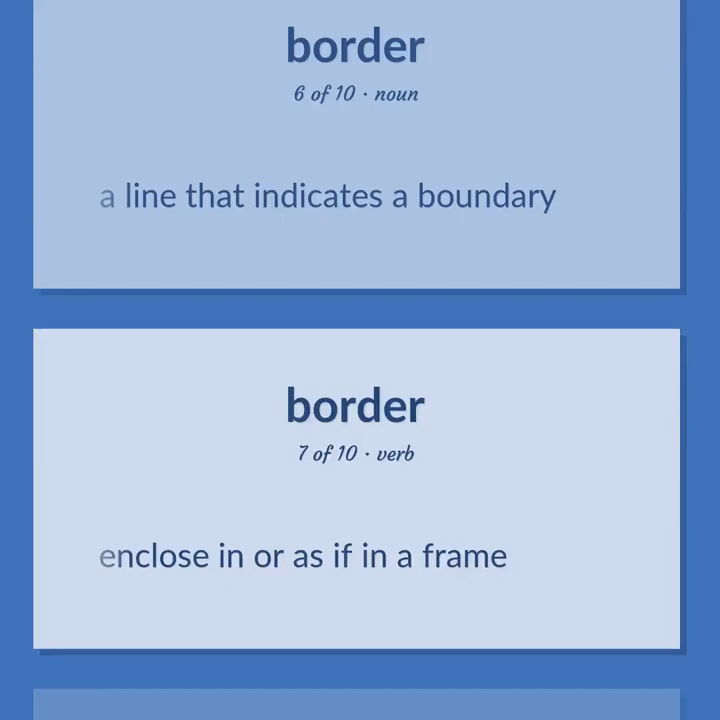 border
6 of 10 · noun
a line that indicates a boundary
border
7 of 10 · verb
enclose in or as if in a frame